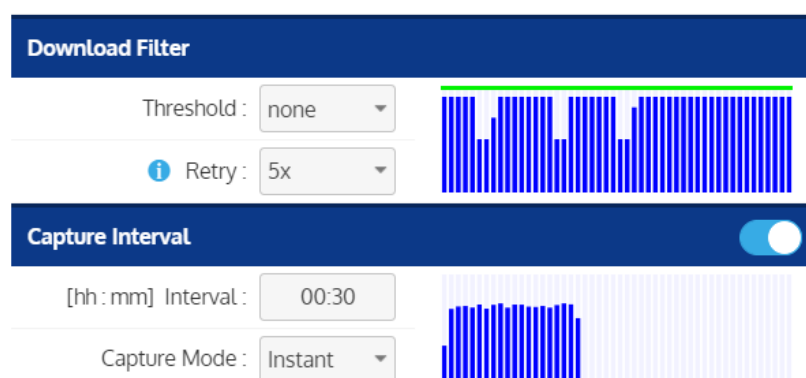 Download Filter
Threshold : none
i Retry : 5x
Capture Interval
[hh : mm] Interval : 00:30
Capture Mode : Instant